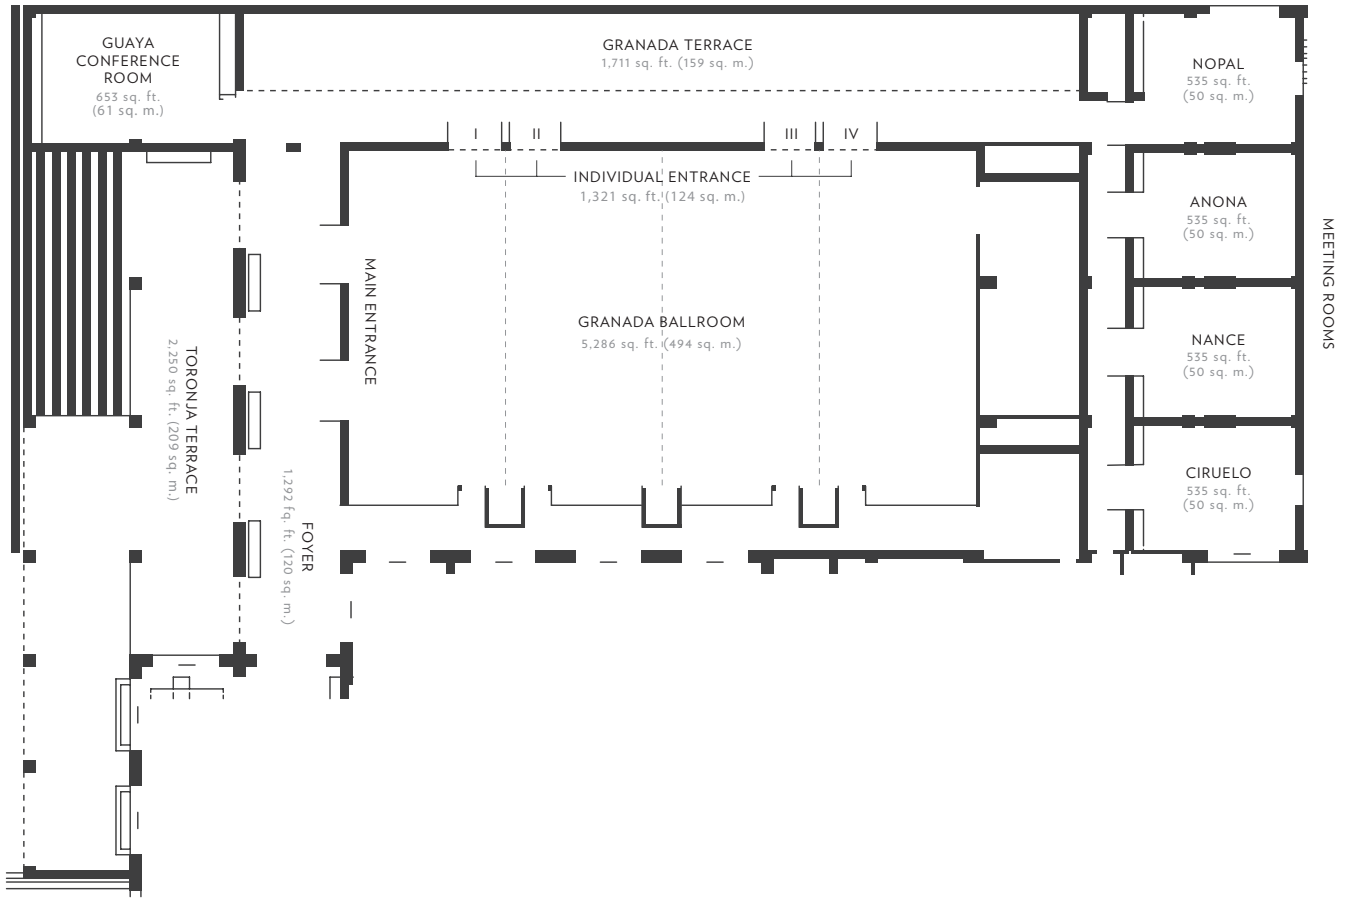 GUAYA
CONFERENCE
ROOM
653 sq. ft.
(61 sq. m.)
GRANADA TERRACE
1,711 sq. ft. (159 sq. m.)
NOPAL
535 sq. ft.
(50 sq. m.)
I
II
III
IV
INDIVIDUAL ENTRANCE
1,321 sq. ft. (124 sq. m.)
ANONA
535 sq. ft.
(50 sq. m.)
MEETING ROOMS
MAIN ENTRANCE
GRANADA BALLROOM
5,286 sq. ft. (494 sq. m.)
NANCE
535 sq. ft.
(50 sq. m.)
TORONJA TERRACE
2,250 sq. ft. (209 sq. m.)
CIRUELO
535 sq. ft.
(50 sq. m.)
FOYER
1,292 fq. ft. (120 sq. m.)